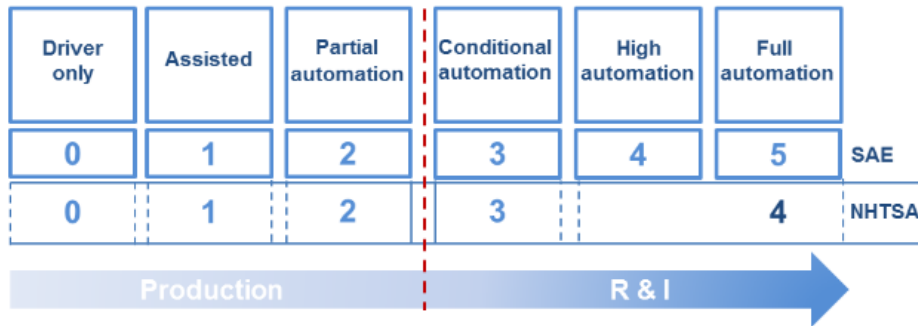 Driver only
Assisted
Partial automation
Conditional automation
High automation
Full automation
0 1 2 3 4 5 SAE
0 1 2 3 4 NHTSA
Production R & I